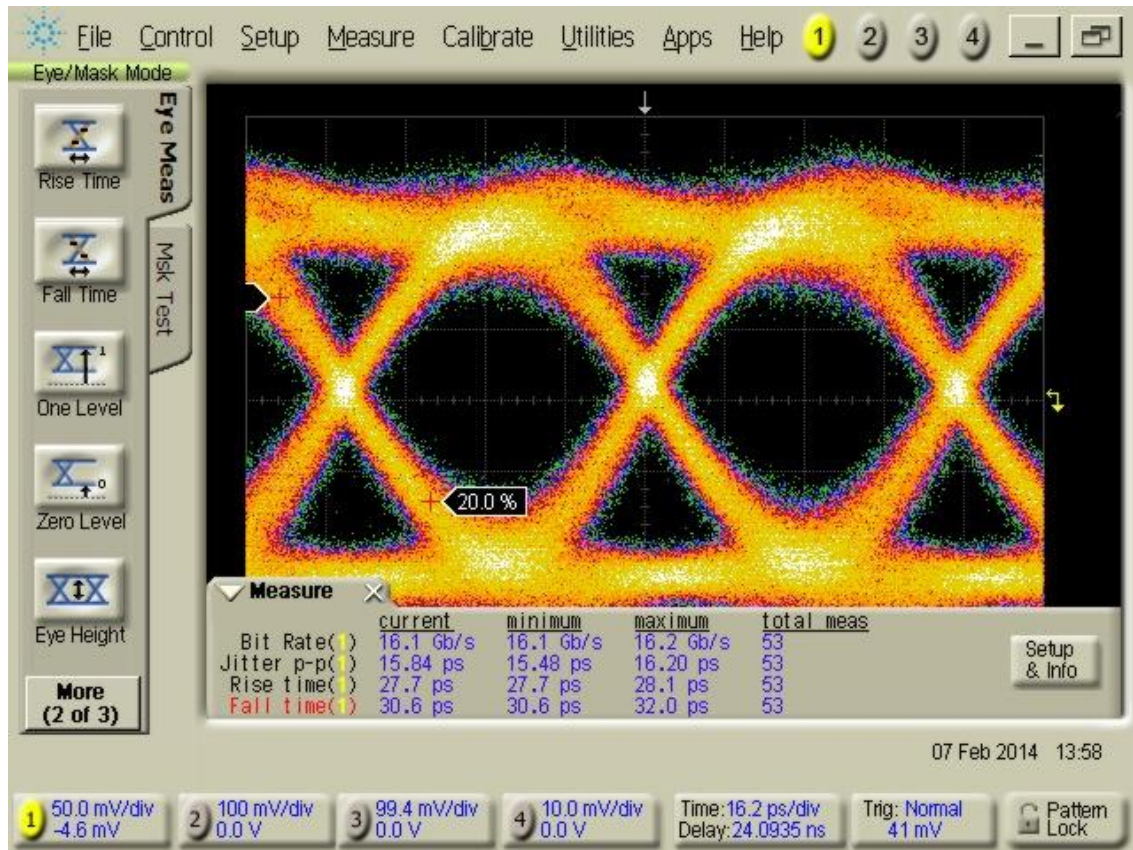 File Control Setup Measure Calibrate Utilities Apps Help 1 2 3 4
Eye/Mask Mode
Eye Meas
Msk Test
Rise Time
Fall Time
One Level
Zero Level
Eye Height
More
(2 of 3)
20.0 %
Measure
current minimum maximum total meas
Bit Rate(1) 16.1 Gb/s 16.1 Gb/s 16.2 Gb/s 53
Jitter p-p(1) 15.84 ps 15.48 ps 16.20 ps 53
Rise time(1) 27.7 ps 27.7 ps 28.1 ps 53
Fall time(1) 30.6 ps 30.6 ps 32.0 ps 53
Setup
& Info
07 Feb 2014 13:58
1 50.0 mV/div
-4.6 mV
2 100 mV/div
0.0 V
3 99.4 mV/div
0.0 V
4 10.0 mV/div
0.0 V
Time:16.2 ps/div
Delay:24.0935 ns
Trig: Normal
41 mV
Pattern
Lock